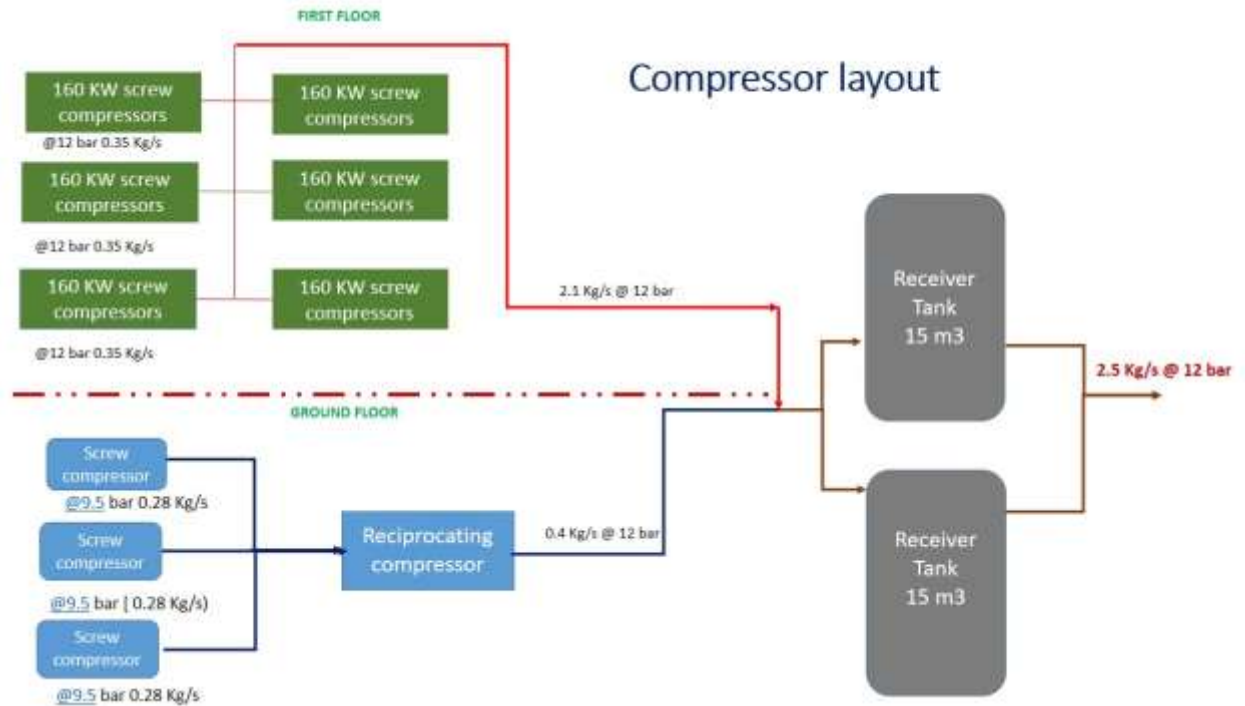 FIRST FLOOR
Compressor layout
160 KW screw
compressors
@12 bar 0.35 Kg/s
160 KW screw
compressors
160 KW screw
compressors
@12 bar 0.35 Kg/s
160 KW screw
compressors
160 KW screw
compressors
@12 bar 0.35 Kg/s
160 KW screw
compressors
2.1 Kg/s @ 12 bar
Receiver
Tank
15 m3
2.5 Kg/s @ 12 bar
GROUND FLOOR
Screw
compressor
@9.5 bar 0.28 Kg/s
Screw
compressor
@9.5 bar [ 0.28 Kg/s)
Screw
compressor
@9.5 bar 0.28 Kg/s
Reciprocating
compressor
0.4 Kg/s @ 12 bar
Receiver
Tank
15 m3